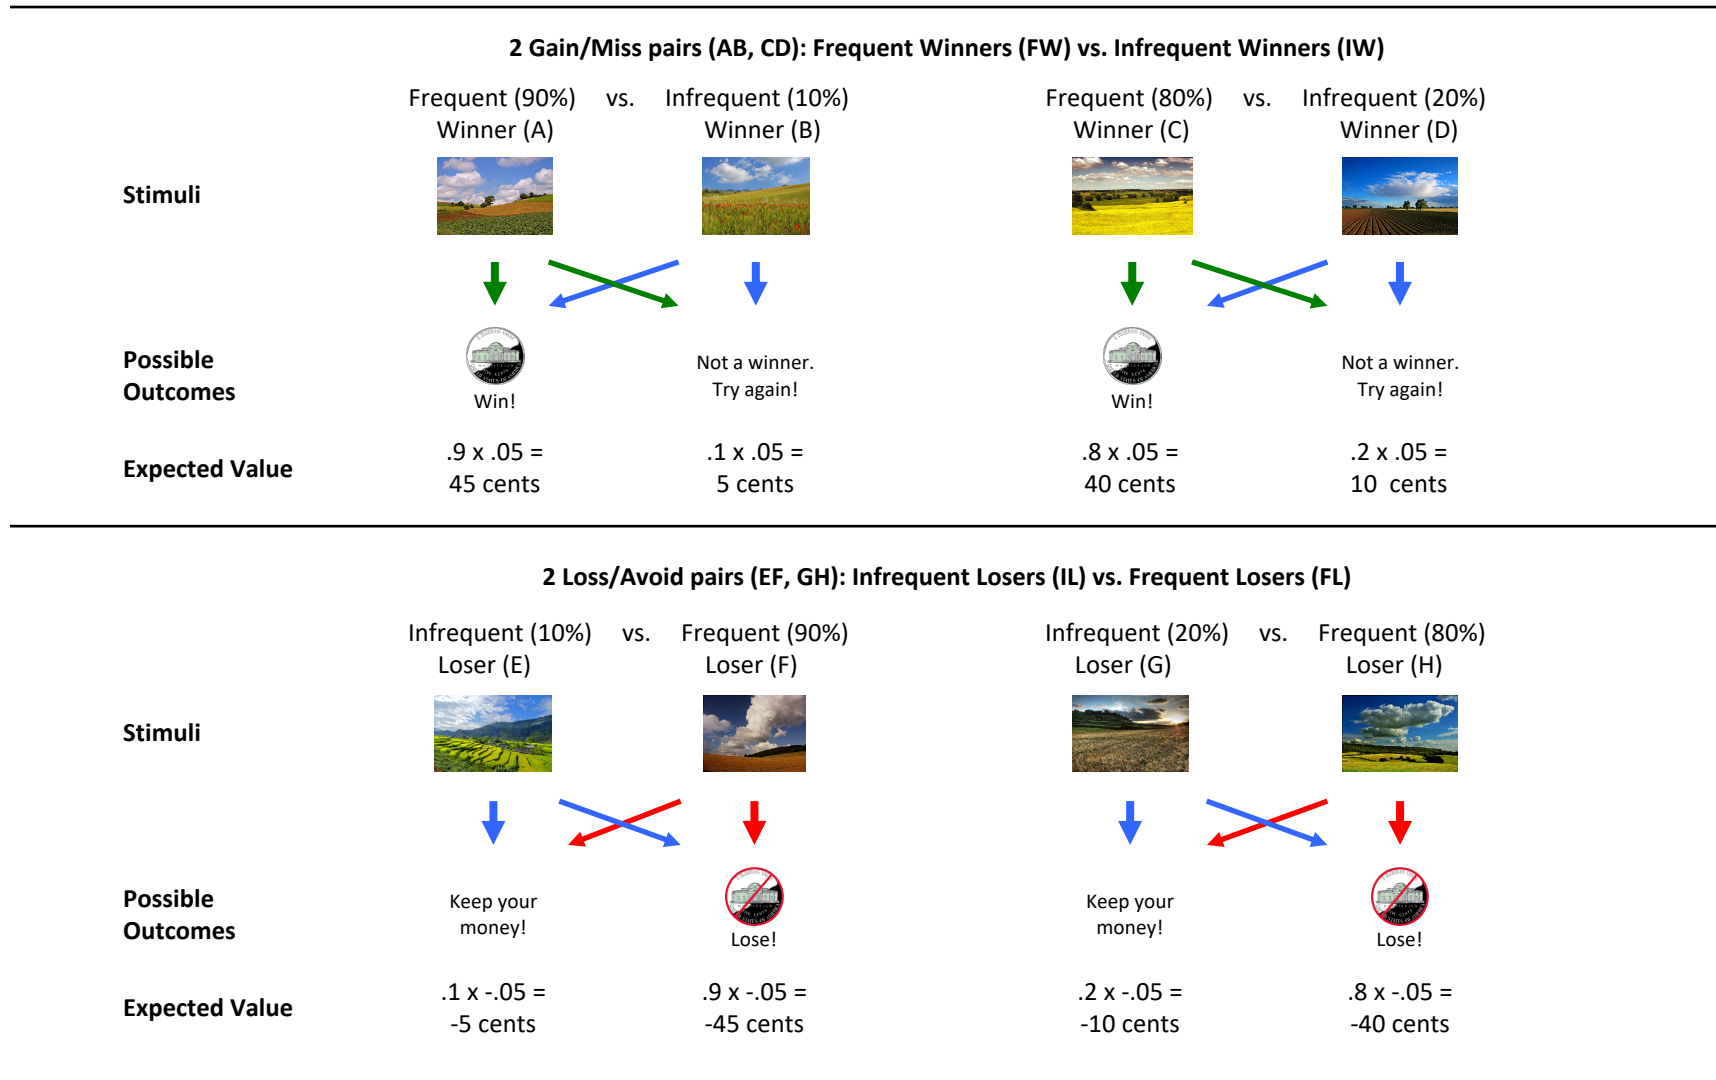 2 Gain/Miss pairs (AB, CD): Frequent Winners (FW) vs. Infrequent Winners (IW)
Frequent (90%) vs. Infrequent (10%)
Winner (A) Winner (B)
Frequent (80%) vs. Infrequent (20%)
Winner (C) Winner (D)
Stimuli
Possible
Outcomes
Win!
Not a winner.
Try again!
Win!
Not a winner.
Try again!
Expected Value
.9 x .05 =
45 cents
.1 x .05 =
5 cents
.8 x .05 =
40 cents
.2 x .05 =
10 cents
2 Loss/Avoid pairs (EF, GH): Infrequent Losers (IL) vs. Frequent Losers (FL)
Infrequent (10%) vs. Frequent (90%)
Loser (E) Loser (F)
Infrequent (20%) vs. Frequent (80%)
Loser (G) Loser (H)
Stimuli
Possible
Outcomes
Keep your
money!
Lose!
Keep your
money!
Lose!
Expected Value
.1 x -.05 =
-5 cents
.9 x -.05 =
-45 cents
.2 x -.05 =
-10 cents
.8 x -.05 =
-40 cents